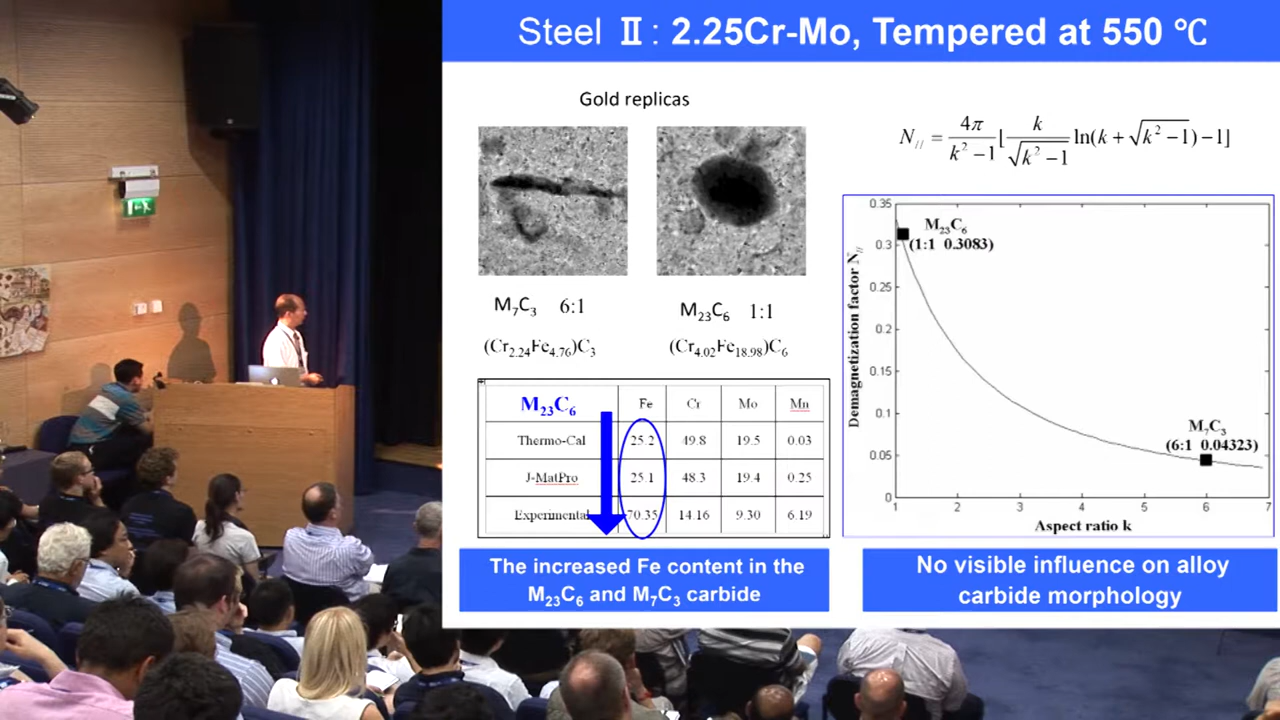 Steel Ⅱ: 2.25Cr-Mo, Tempered at 550 ℃
Gold replicas
M₇C₃ 6:1
M₂₃C₆ 1:1
(Cr₂.₂₄Fe₄.₇₆)C₃
(Cr₄.₀₂Fe₁₈.₉₈)C₆
M₂₃C₆ Fe Cr Mo Mn
Thermo-Cal 25.2 49.8 19.5 0.03
J-MatPro 25.1 48.3 19.4 0.25
Experimental 70.35 14.16 9.30 6.19
The increased Fe content in the
M₂₃C₆ and M₇C₃ carbide
N// = 4π/(k²−1)[k/√(k²−1) ln(k+√(k²−1))−1]
Demagnetization factor N//
0.35
0.3
0.25
0.2
0.15
0.1
0.05
0
M₂₃C₆
(1:1 0.3083)
M₇C₃
(6:1 0.04323)
1 2 3 4 5 6 7
Aspect ratio k
No visible influence on alloy
carbide morphology